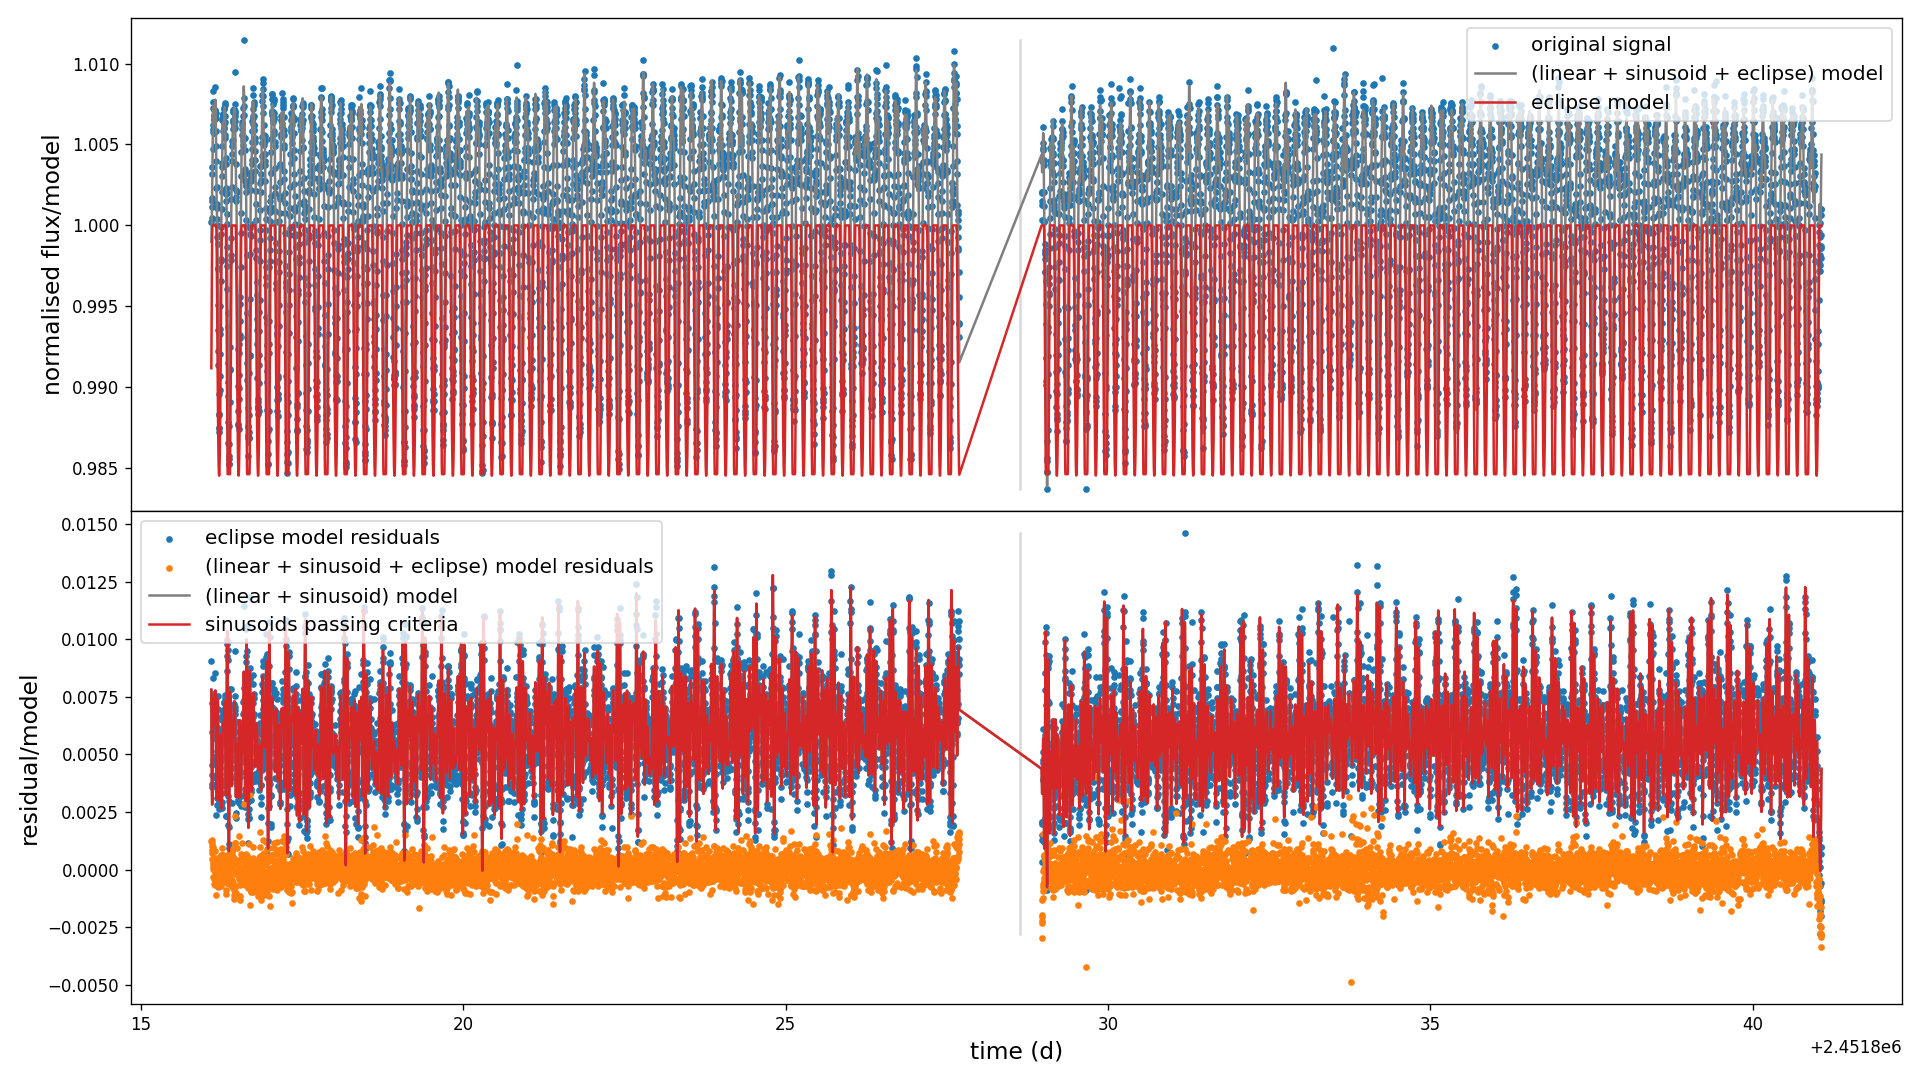 normalised flux/model
1.010
1.005
1.000
0.995
0.990
0.985
original signal
(linear + sinusoid + eclipse) model
eclipse model
residual/model
0.0150
0.0125
0.0100
0.0075
0.0050
0.0025
0.0000
−0.0025
−0.0050
eclipse model residuals
(linear + sinusoid + eclipse) model residuals
(linear + sinusoid) model
sinusoids passing criteria
15
20
25
30
35
40
time (d)
+2.4518e6